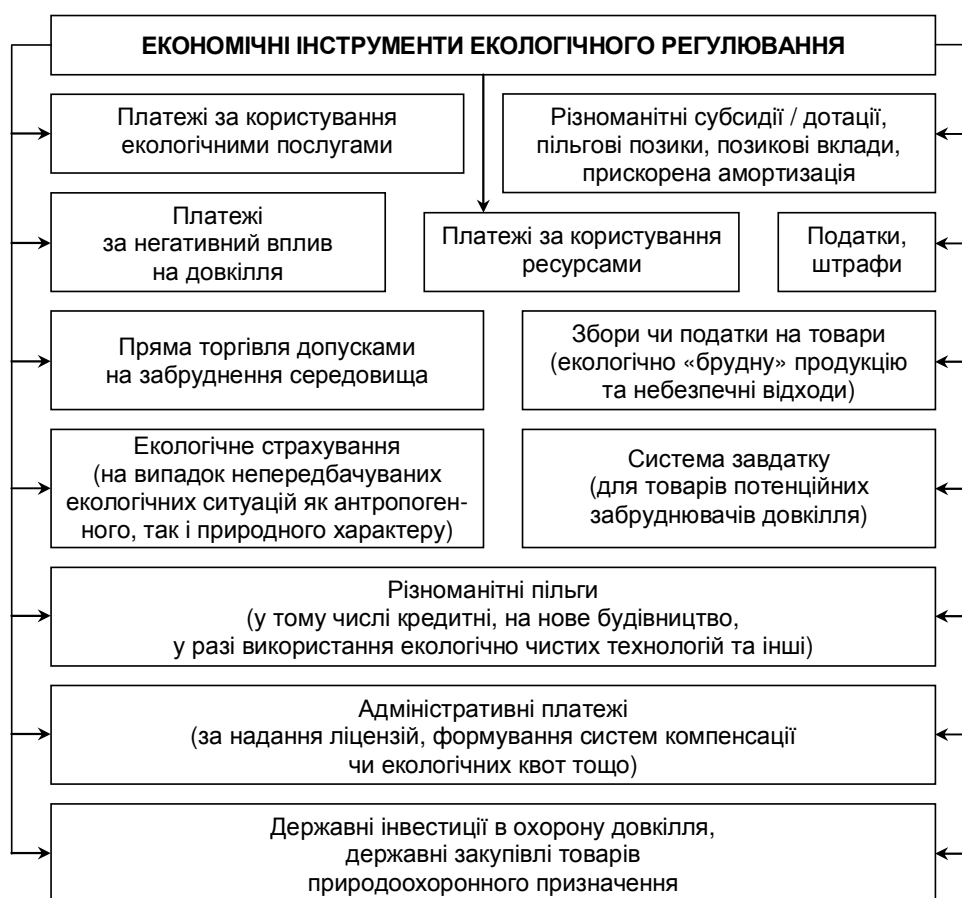 ЕКОНОМІЧНІ ІНСТРУМЕНТИ ЕКОЛОГІЧНОГО РЕГУЛЮВАННЯ
Платежі за користування
екологічними послугами
Різноманітні субсидії / дотації,
пільгові позики, позикові вклади,
прискорена амортизація
Платежі
за негативний вплив
на довкілля
Платежі за користування
ресурсами
Податки,
штрафи
Пряма торгівля допусками
на забруднення середовища
Збори чи податки на товари
(екологічно «брудну» продукцію
та небезпечні відходи)
Екологічне страхування
(на випадок непередбачуваних
екологічних ситуацій як антропоген-
ного, так і природного характеру)
Система завдатку
(для товарів потенційних
забруднювачів довкілля)
Різноманітні пільги
(у тому числі кредитні, на нове будівництво,
у разі використання екологічно чистих технологій та інші)
Адміністративні платежі
(за надання ліцензій, формування систем компенсації
чи екологічних квот тощо)
Державні інвестиції в охорону довкілля,
державні закупівлі товарів
природоохоронного призначення